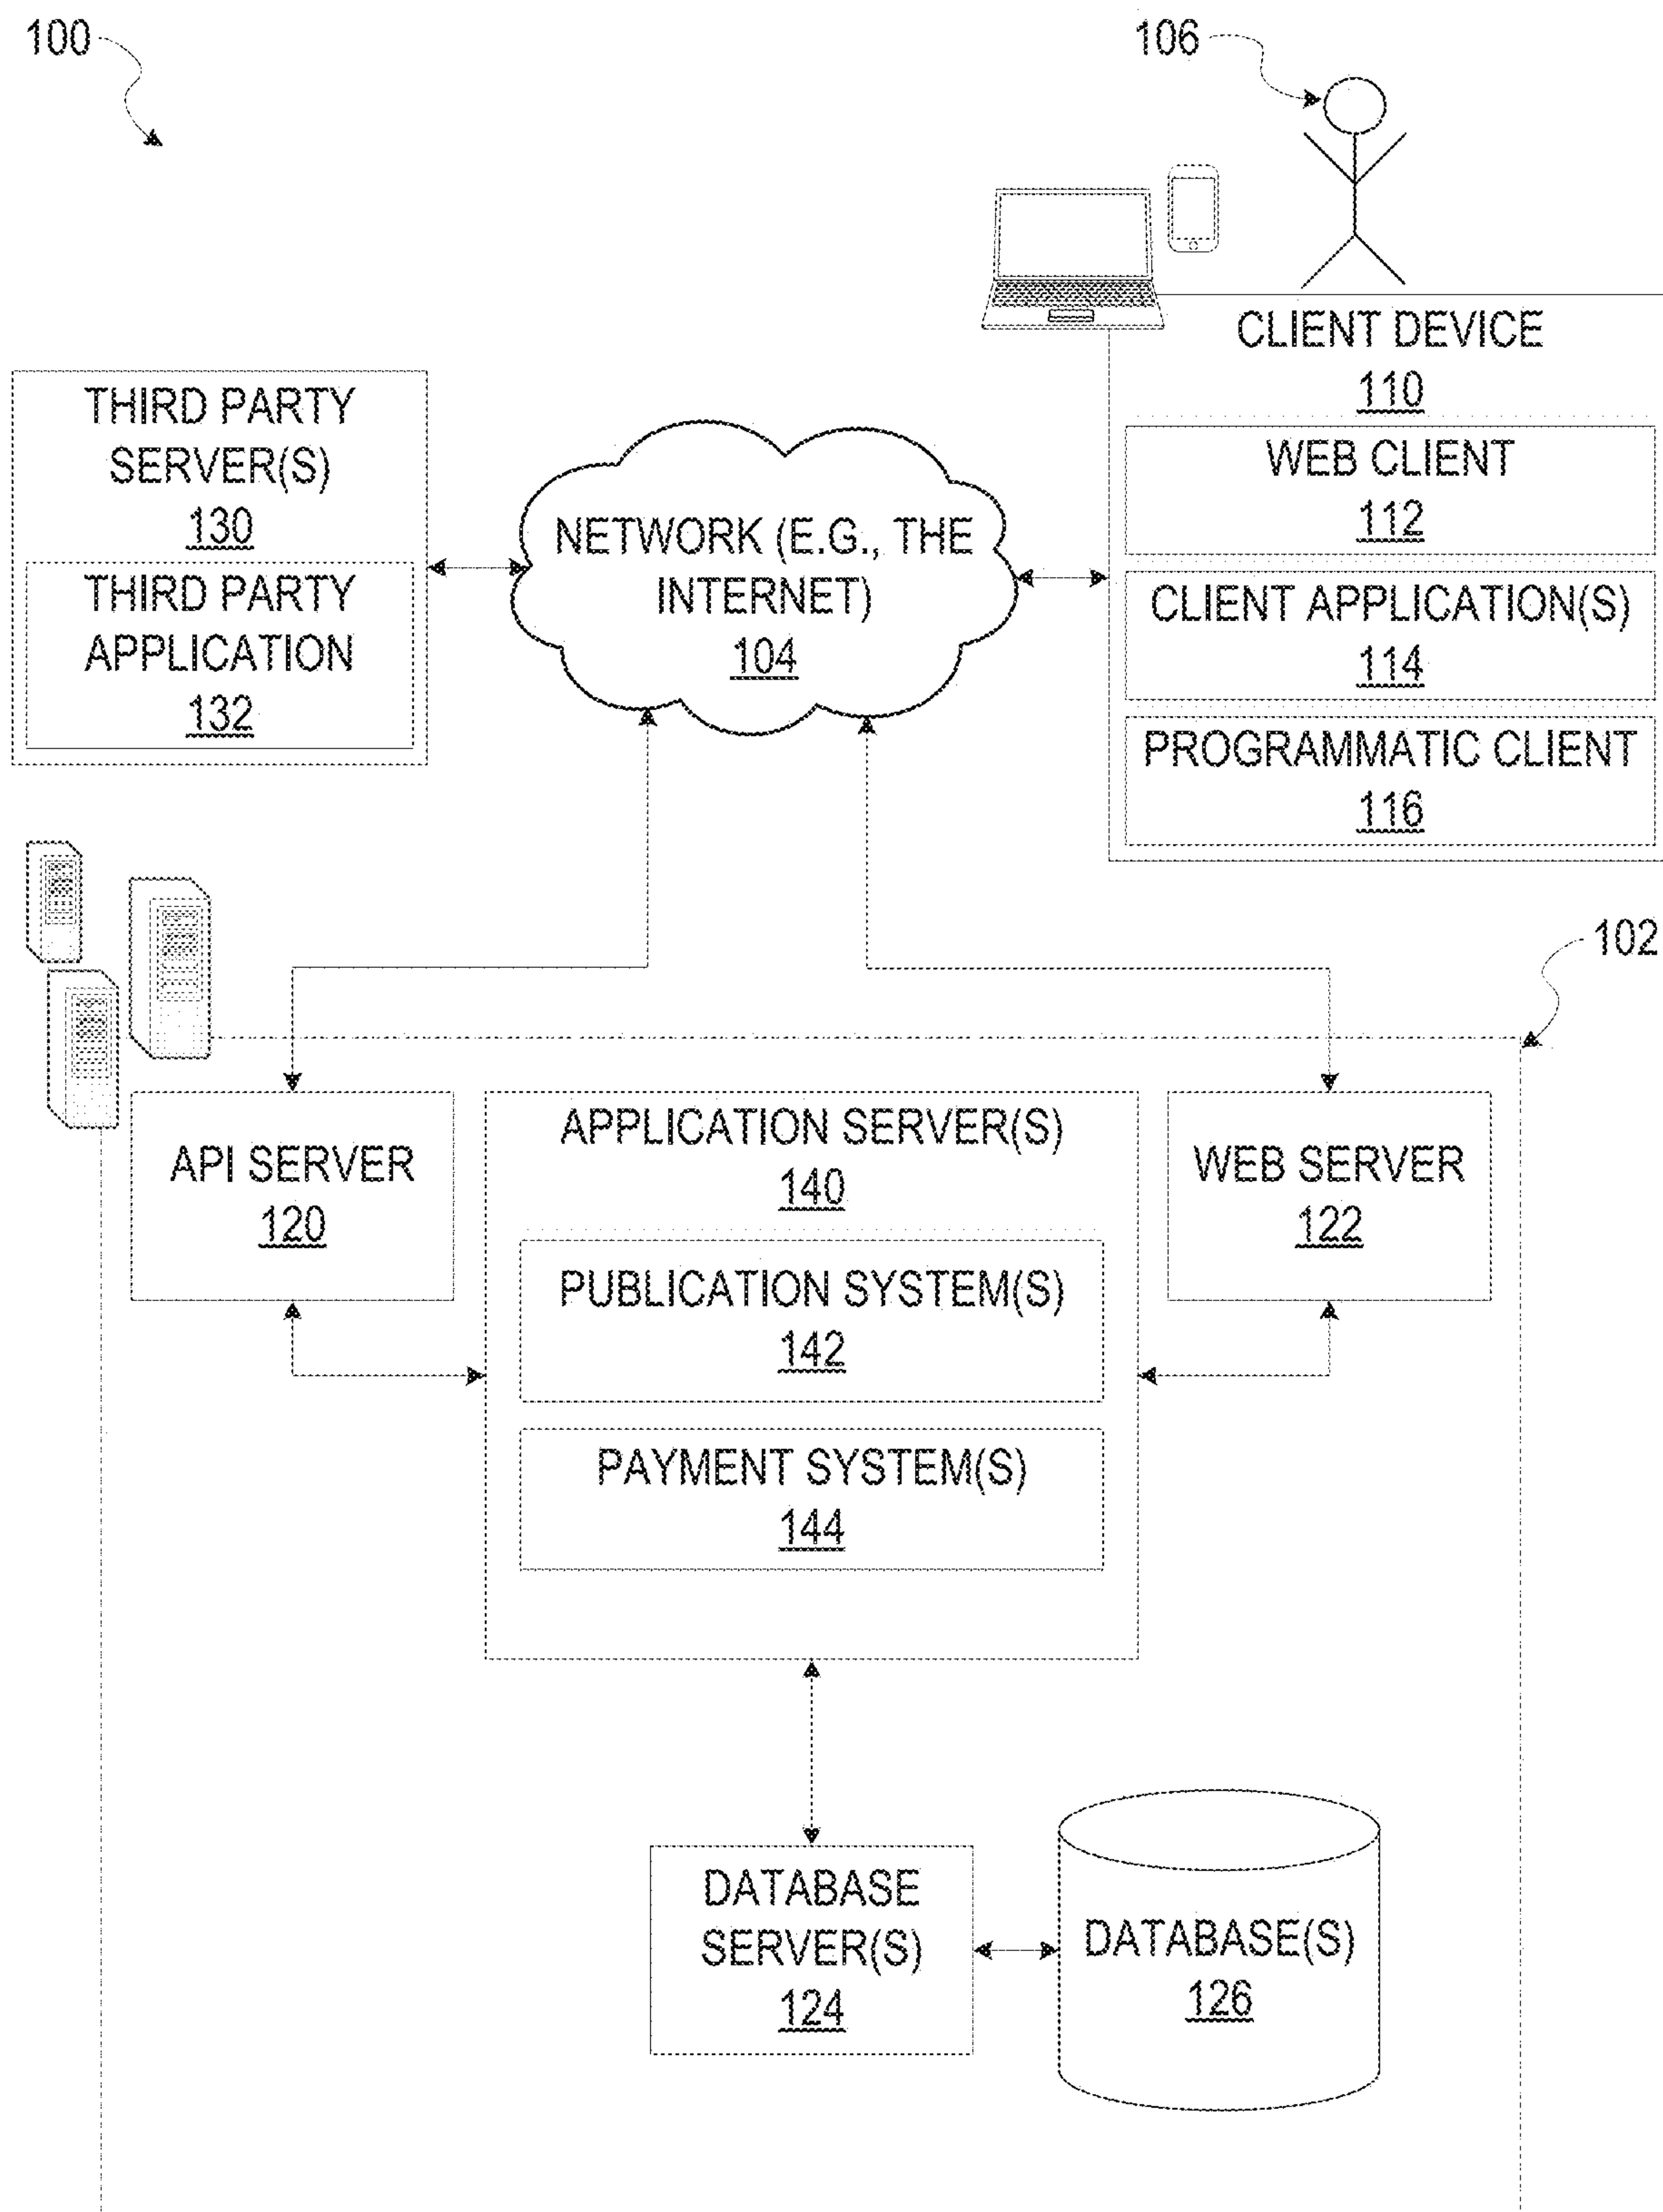 100
106
CLIENT DEVICE
110
WEB CLIENT
112
CLIENT APPLICATION(S)
114
PROGRAMMATIC CLIENT
116
THIRD PARTY
SERVER(S)
130
THIRD PARTY
APPLICATION
132
NETWORK (E.G., THE
INTERNET)
104
102
API SERVER
120
APPLICATION SERVER(S)
140
PUBLICATION SYSTEM(S)
142
PAYMENT SYSTEM(S)
144
WEB SERVER
122
DATABASE
SERVER(S)
124
DATABASE(S)
126